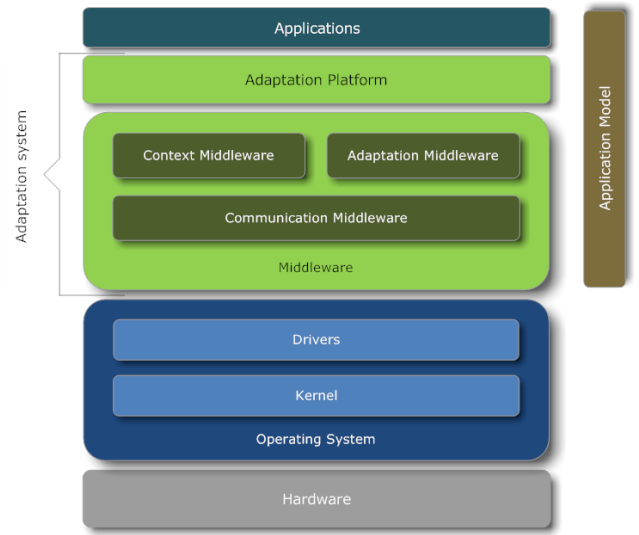 Applications
Adaptation Platform
Adaptation system
Context Middleware
Adaptation Middleware
Communication Middleware
Middleware
Application Model
Drivers
Kernel
Operating System
Hardware